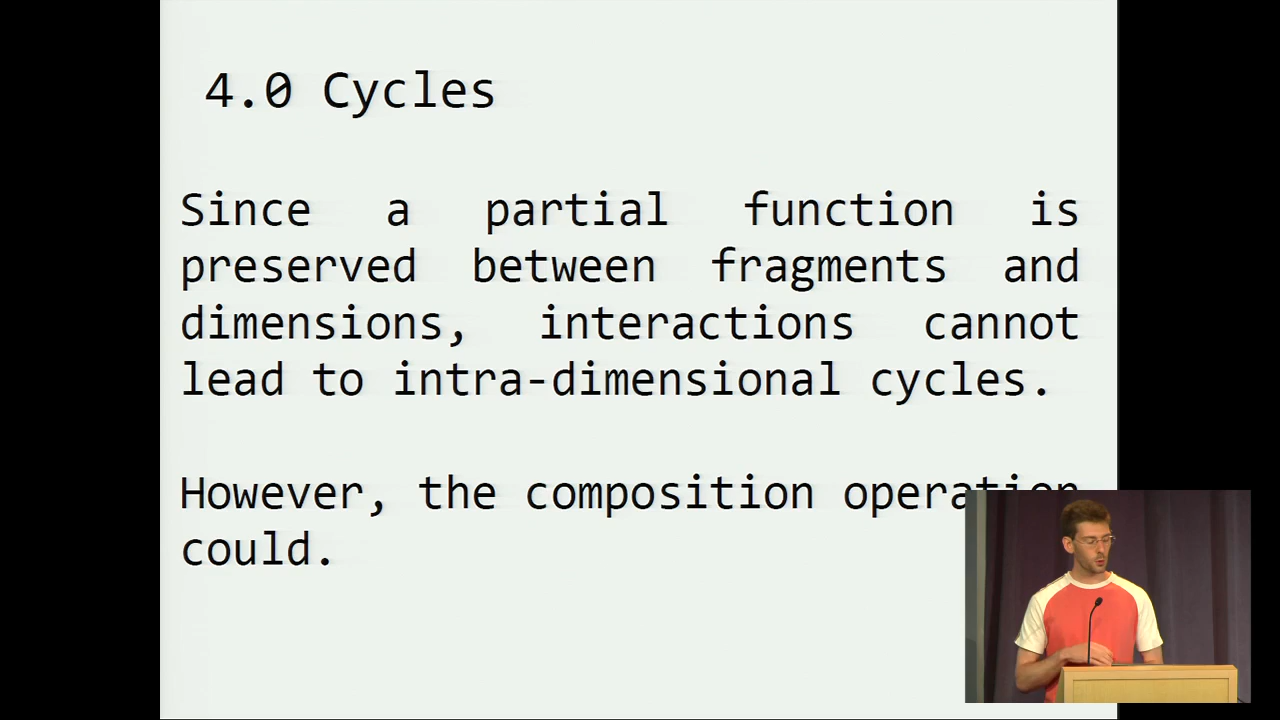 4.0 Cycles
Since a partial function is
preserved between fragments and
dimensions, interactions cannot
lead to intra-dimensional cycles.
However, the composition operation
could.